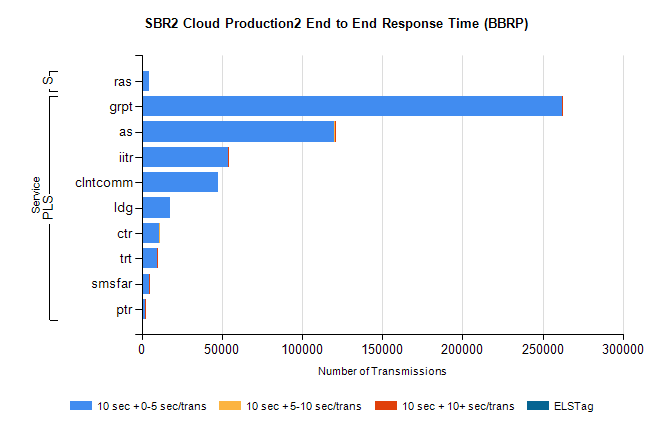 SBR2 Cloud Production2 End to End Response Time (BBRP)
Service
S
PLS
ras
grpt
as
iitr
clntcomm
ldg
ctr
trt
smsfar
ptr
0 50000 100000 150000 200000 250000 300000
Number of Transmissions
10 sec +0-5 sec/trans 10 sec +5-10 sec/trans 10 sec + 10+ sec/trans ELSTag